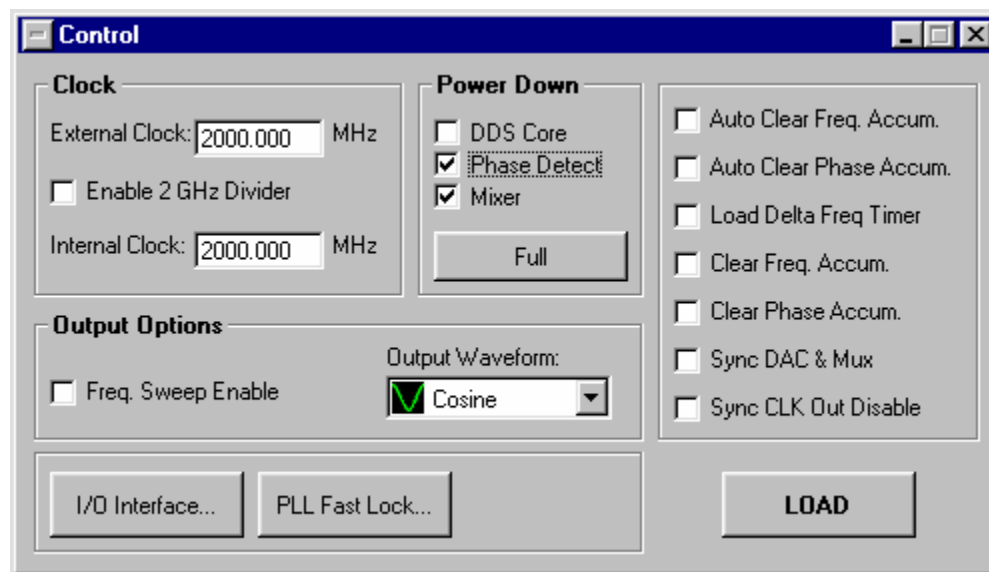 Control
Clock
External Clock: 2000.000 MHz
Enable 2 GHz Divider
Internal Clock: 2000.000 MHz
Power Down
DDS Core
Phase Detect
Mixer
Full
Auto Clear Freq. Accum.
Auto Clear Phase Accum.
Load Delta Freq Timer
Clear Freq. Accum.
Clear Phase Accum.
Sync DAC & Mux
Sync CLK Out Disable
Output Options
Freq. Sweep Enable
Output Waveform:
Cosine
I/O Interface...
PLL Fast Lock...
LOAD